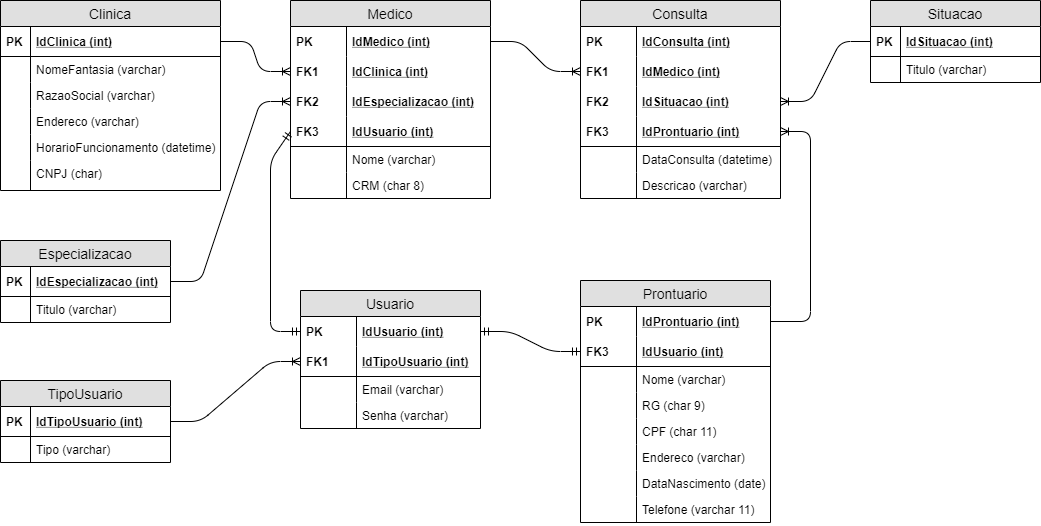 Clinica
PK IdClinica (int)
NomeFantasia (varchar)
RazaoSocial (varchar)
Endereco (varchar)
HorarioFuncionamento (datetime)
CNPJ (char)
Medico
PK IdMedico (int)
FK1 IdClinica (int)
FK2 IdEspecializacao (int)
FK3 IdUsuario (int)
Nome (varchar)
CRM (char 8)
Consulta
PK IdConsulta (int)
FK1 IdMedico (int)
FK2 IdSituacao (int)
FK3 IdProntuario (int)
DataConsulta (datetime)
Descricao (varchar)
Situacao
PK IdSituacao (int)
Titulo (varchar)
Especializacao
PK IdEspecializacao (int)
Titulo (varchar)
Usuario
PK IdUsuario (int)
FK1 IdTipoUsuario (int)
Email (varchar)
Senha (varchar)
Prontuario
PK IdProntuario (int)
FK3 IdUsuario (int)
Nome (varchar)
RG (char 9)
CPF (char 11)
Endereco (varchar)
DataNascimento (date)
Telefone (varchar 11)
TipoUsuario
PK IdTipoUsuario (int)
Tipo (varchar)